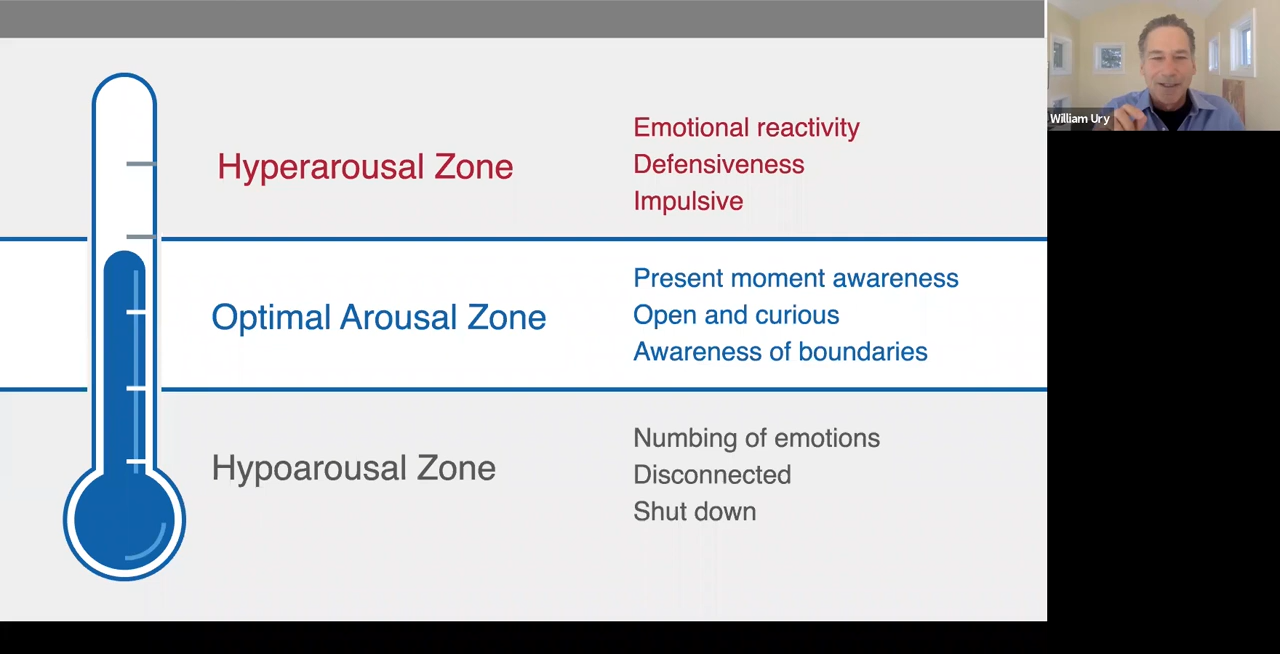 Hyperarousal Zone
Emotional reactivity
Defensiveness
Impulsive
Optimal Arousal Zone
Present moment awareness
Open and curious
Awareness of boundaries
Hypoarousal Zone
Numbing of emotions
Disconnected
Shut down
William Ury